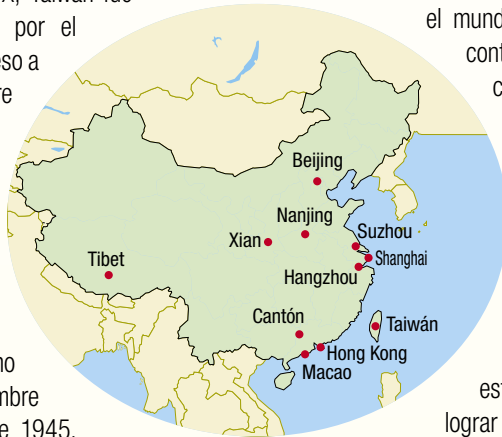 X, Taiwán fue
por el
eso a
re
no
mbre
e 1945.
el mund
cont
c
est
lograr
Beijing
Nanjing
Xian
Suzhou
Shanghai
Hangzhou
Tibet
Cantón
Taiwán
Hong Kong
Macao